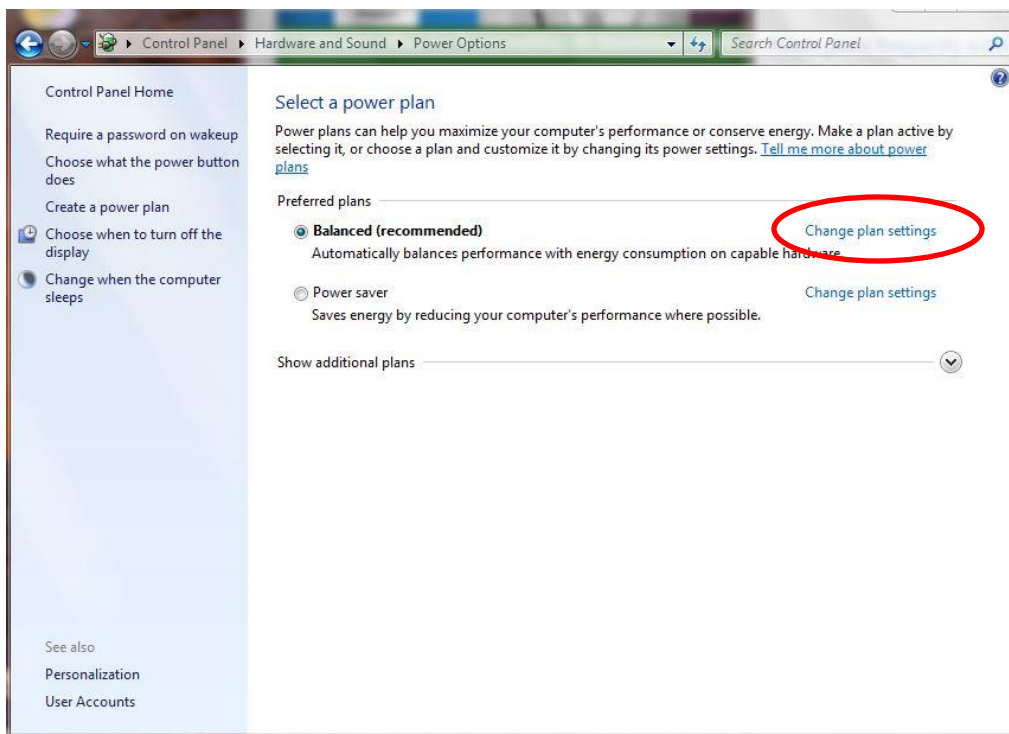 Control Panel ▸ Hardware and Sound ▸ Power Options
Search Control Panel
Control Panel Home
Require a password on wakeup
Choose what the power button
does
Create a power plan
Choose when to turn off the
display
Change when the computer
sleeps
See also
Personalization
User Accounts
Select a power plan
Power plans can help you maximize your computer's performance or conserve energy. Make a plan active by
selecting it, or choose a plan and customize it by changing its power settings. Tell me more about power
plans
Preferred plans
Balanced (recommended) Change plan settings
Automatically balances performance with energy consumption on capable hardware.
Power saver Change plan settings
Saves energy by reducing your computer's performance where possible.
Show additional plans